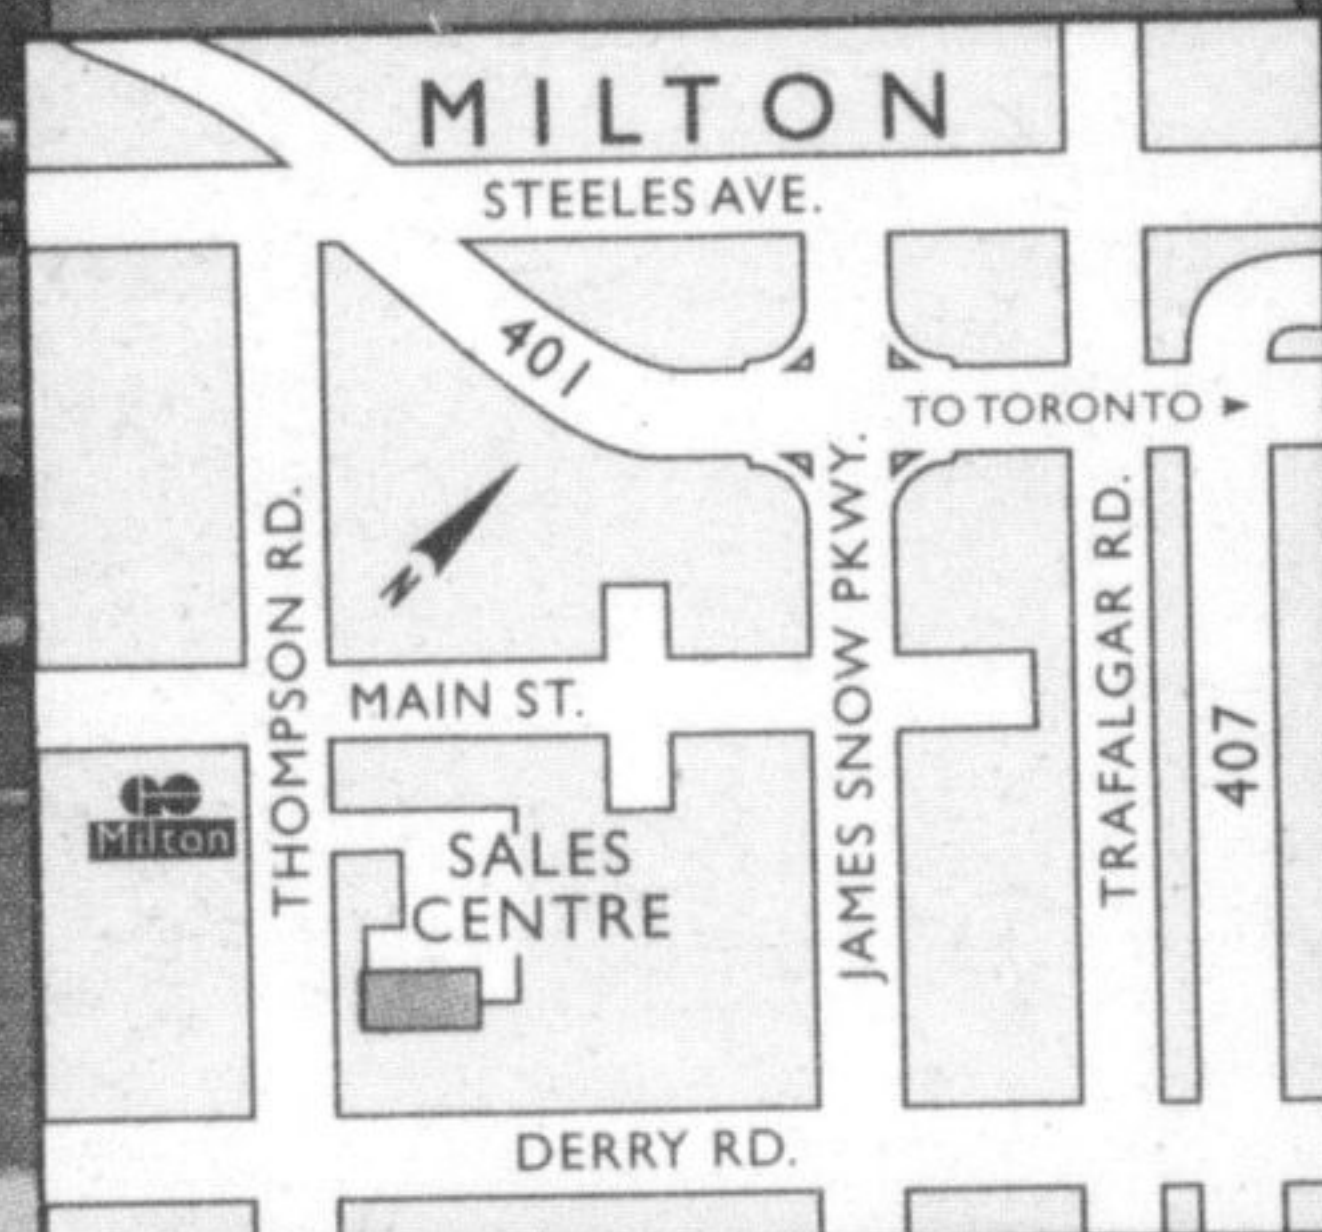 MILTON
STEELES AVE.
401
TO TORONTO
THOMPSON RD.
N
JAMES SNOW PKWY.
TRAFALGAR RD.
MAIN ST.
407
GO
Milton
SALES
CENTRE
DERRY RD.